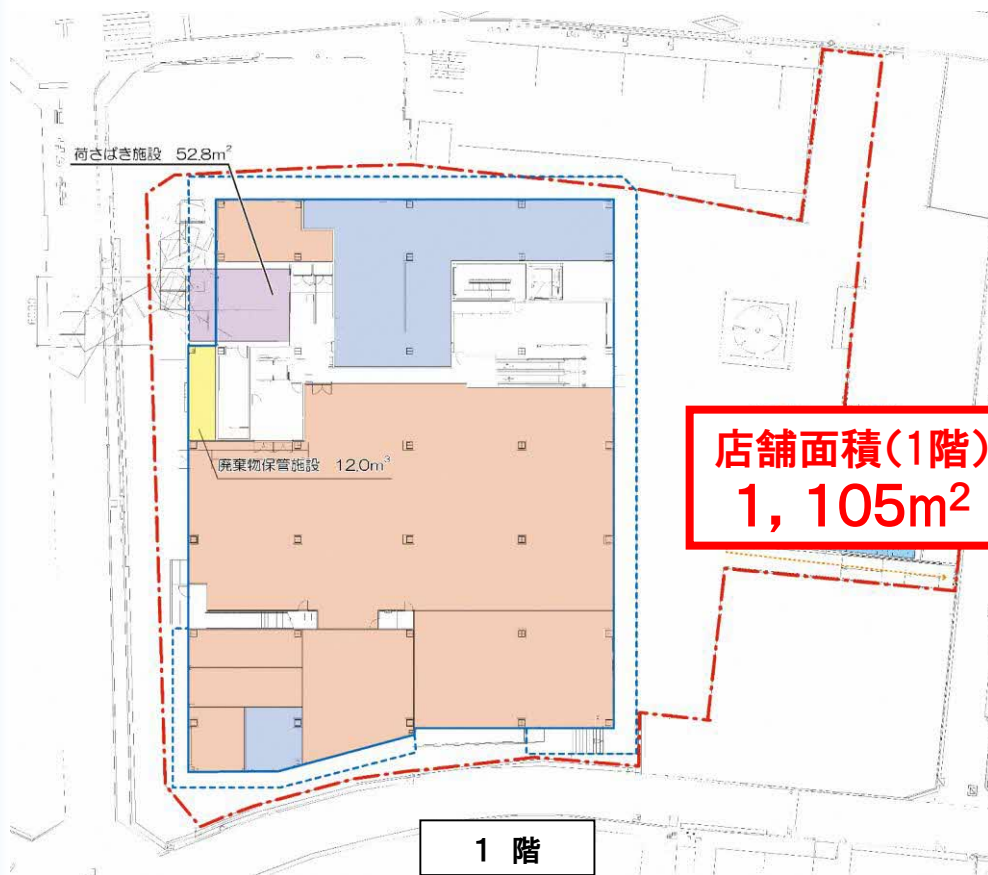 荷さばき施設 52.8m²
廃棄物保管施設 12.0m³
店舗面積(1階)
1, 105m²
1 階